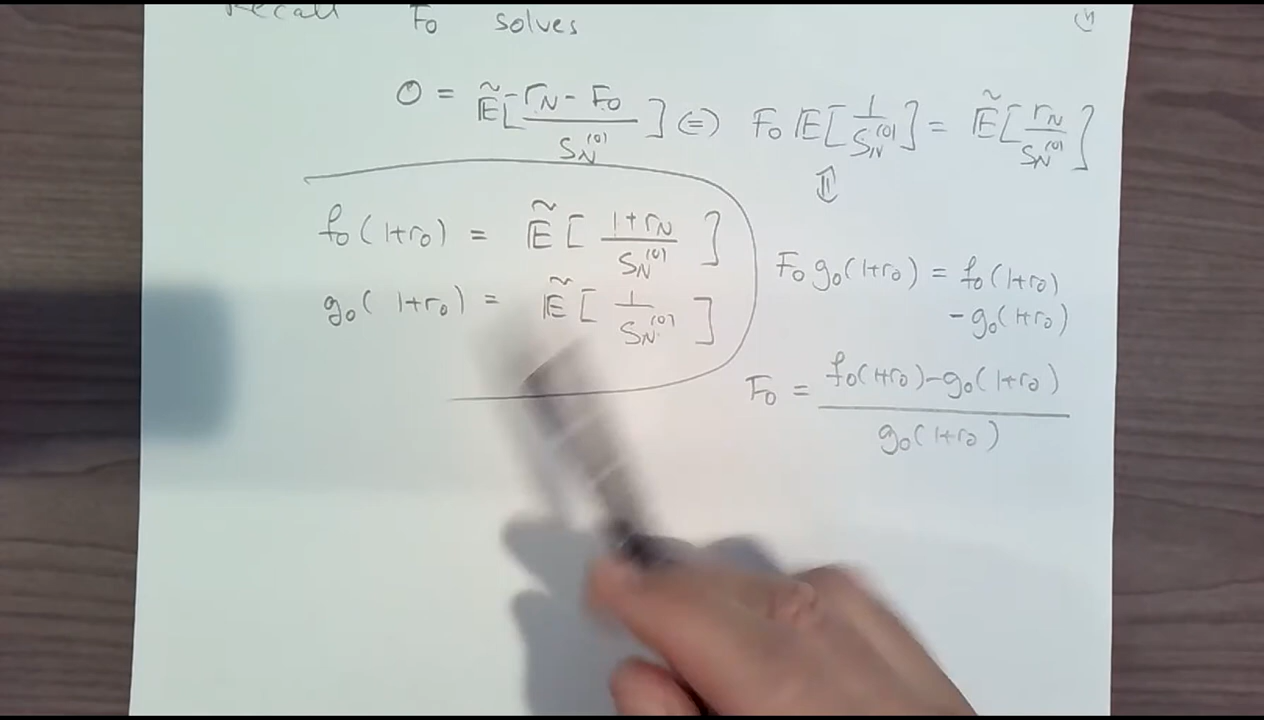 Recall F₀ solves
0 = Ẽ[ (r_N - F₀) / S_N^(0) ] ⇔ F₀ E[ 1 / S_N^(0) ] = Ẽ[ r_N / S_N^(0) ]
⇕
f₀(1+r₀) = Ẽ[ (1+r_N) / S_N^(0) ]
g₀(1+r₀) = Ẽ[ 1 / S_N^(0) ]
F₀ g₀(1+r₀) = f₀(1+r₀)
- g₀(1+r₀)
F₀ = (f₀(1+r₀) - g₀(1+r₀)) / (g₀(1+r₀))